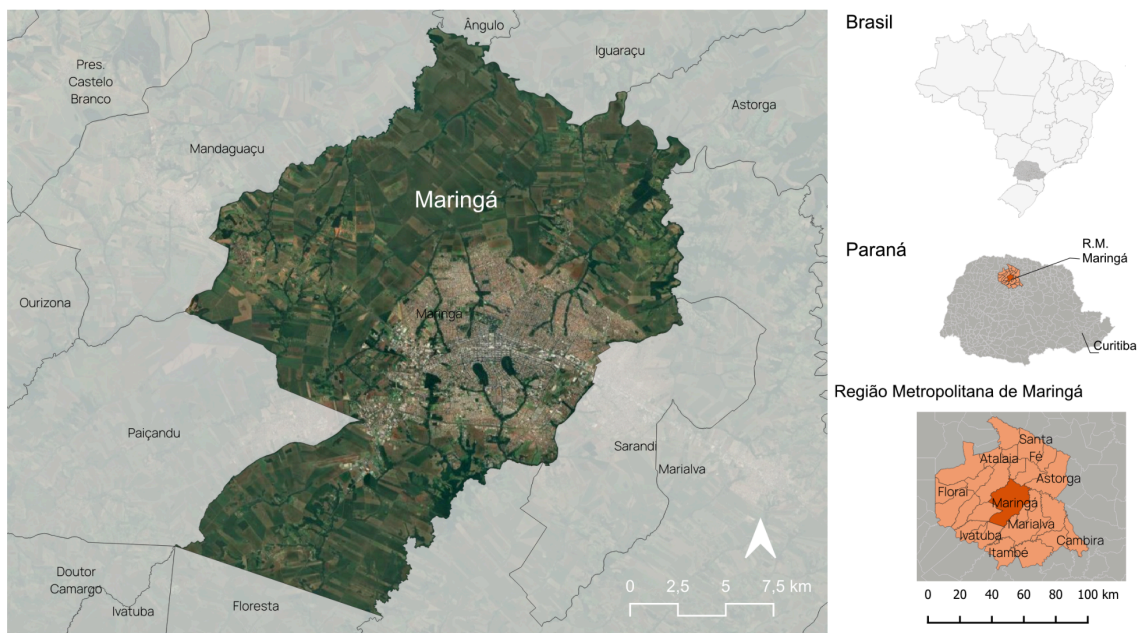 Ângulo
Iguaraçu
Pres.
Castelo
Branco
Astorga
Mandaguaçu
Maringá
Ourizona
Maringá
Paiçandu
Sarandi
Marialva
Doutor
Camargo
Ivatuba
Floresta
0 2,5 5 7,5 km
Brasil
Paraná
R.M.
Maringá
Curitiba
Região Metropolitana de Maringá
Santa
Fé
Atalaia
Astorga
Floraí
Maringá
Marialva
Ivatuba
Cambira
Itambé
0 20 40 60 80 100 km